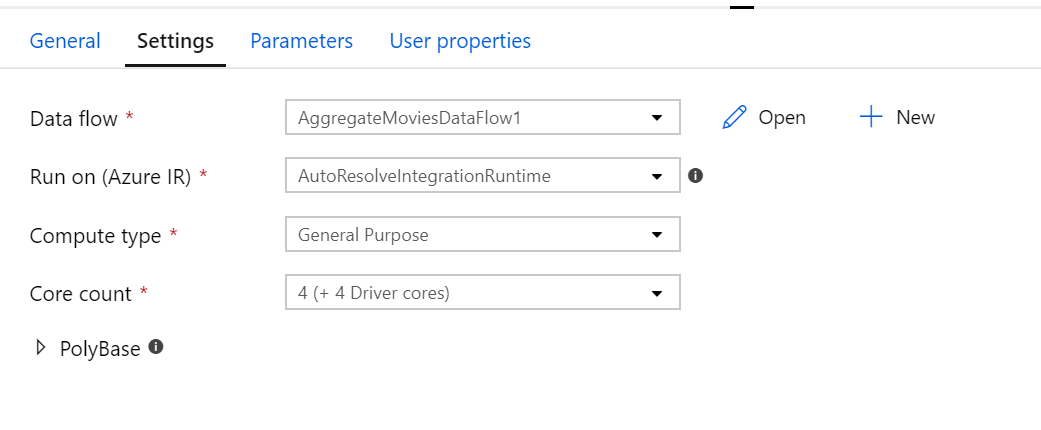 General Settings Parameters User properties
Data flow * AggregateMoviesDataFlow1 Open New
Run on (Azure IR) * AutoResolveIntegrationRuntime
Compute type * General Purpose
Core count * 4 (+ 4 Driver cores)
PolyBase